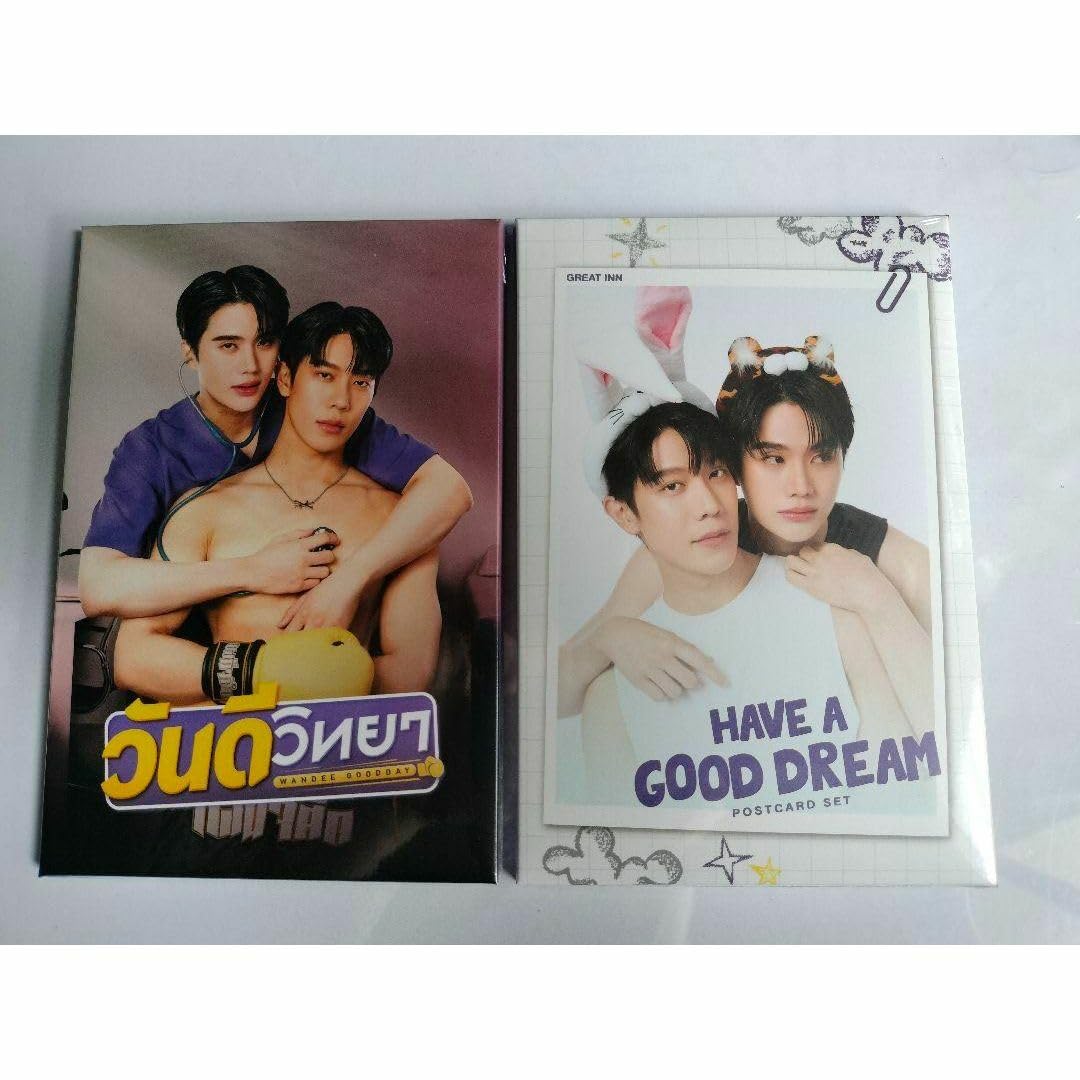 วันดีวิทยา
WANDEE GOODDAY
GREAT INN
HAVE A
GOOD DREAM
POSTCARD SET